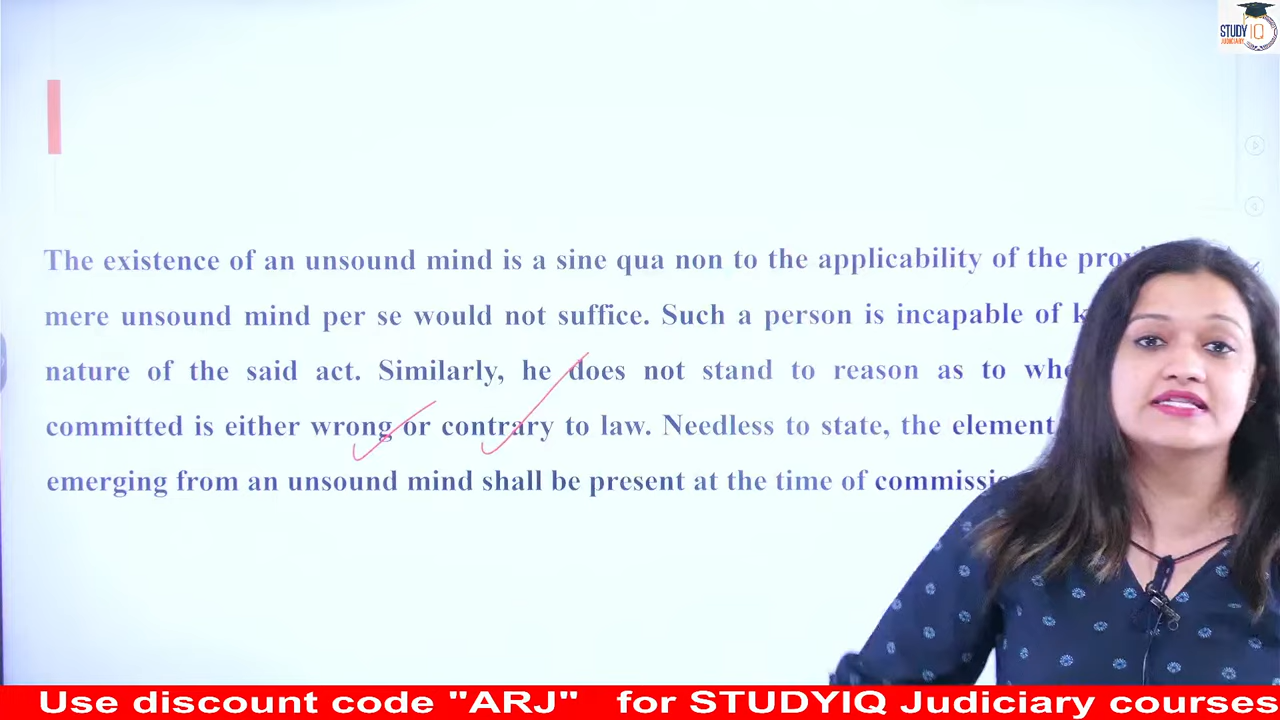 STUDY IQ
JUDICIARY
The existence of an unsound mind is a sine qua non to the applicability of the
mere unsound mind per se would not suffice. Such a person is incapable of
nature of the said act. Similarly, he does not stand to reason as to
committed is either wrong or contrary to law. Needless to state, the element
emerging from an unsound mind shall be present at the time of
Use discount code "ARJ" for STUDYIQ Judiciary courses